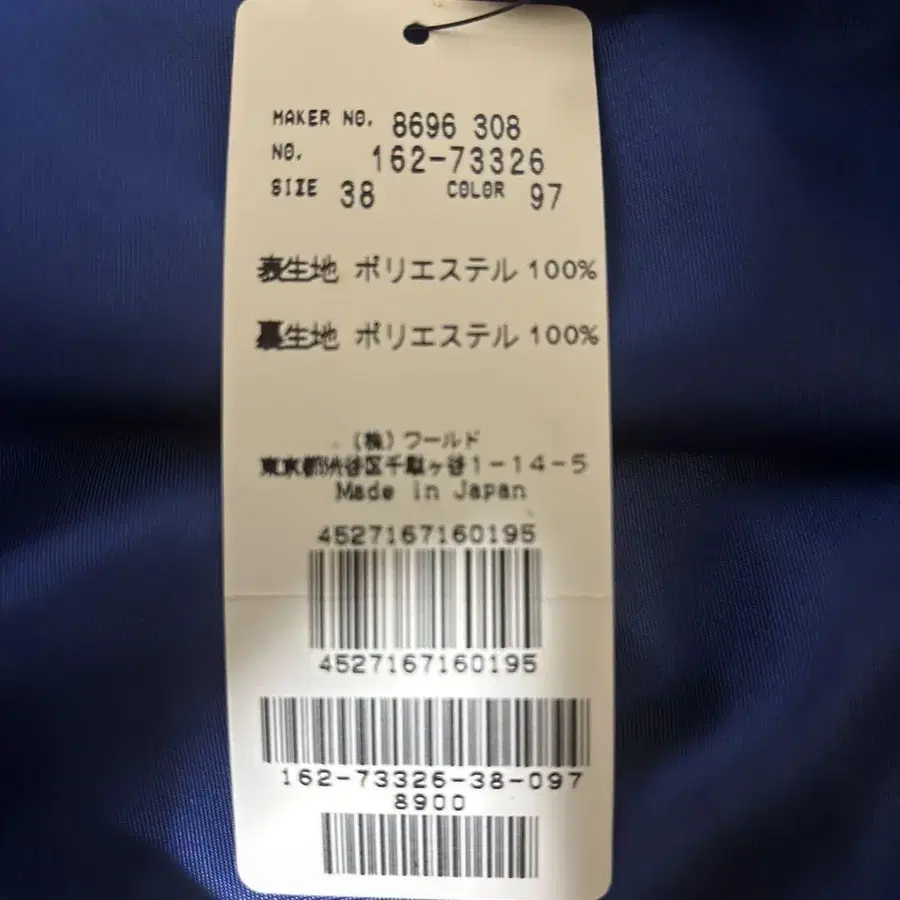 MAKER NO. 8696 308
NO. 162-73326
SIZE 38 COLOR 97
表生地 ポリエステル 100%
裏生地 ポリエステル 100%
(株)ワールド
東京都渋谷区千駄ヶ谷1-14-5
Made in Japan
4527167160195
4527167160195
162-73326-38-097
8900